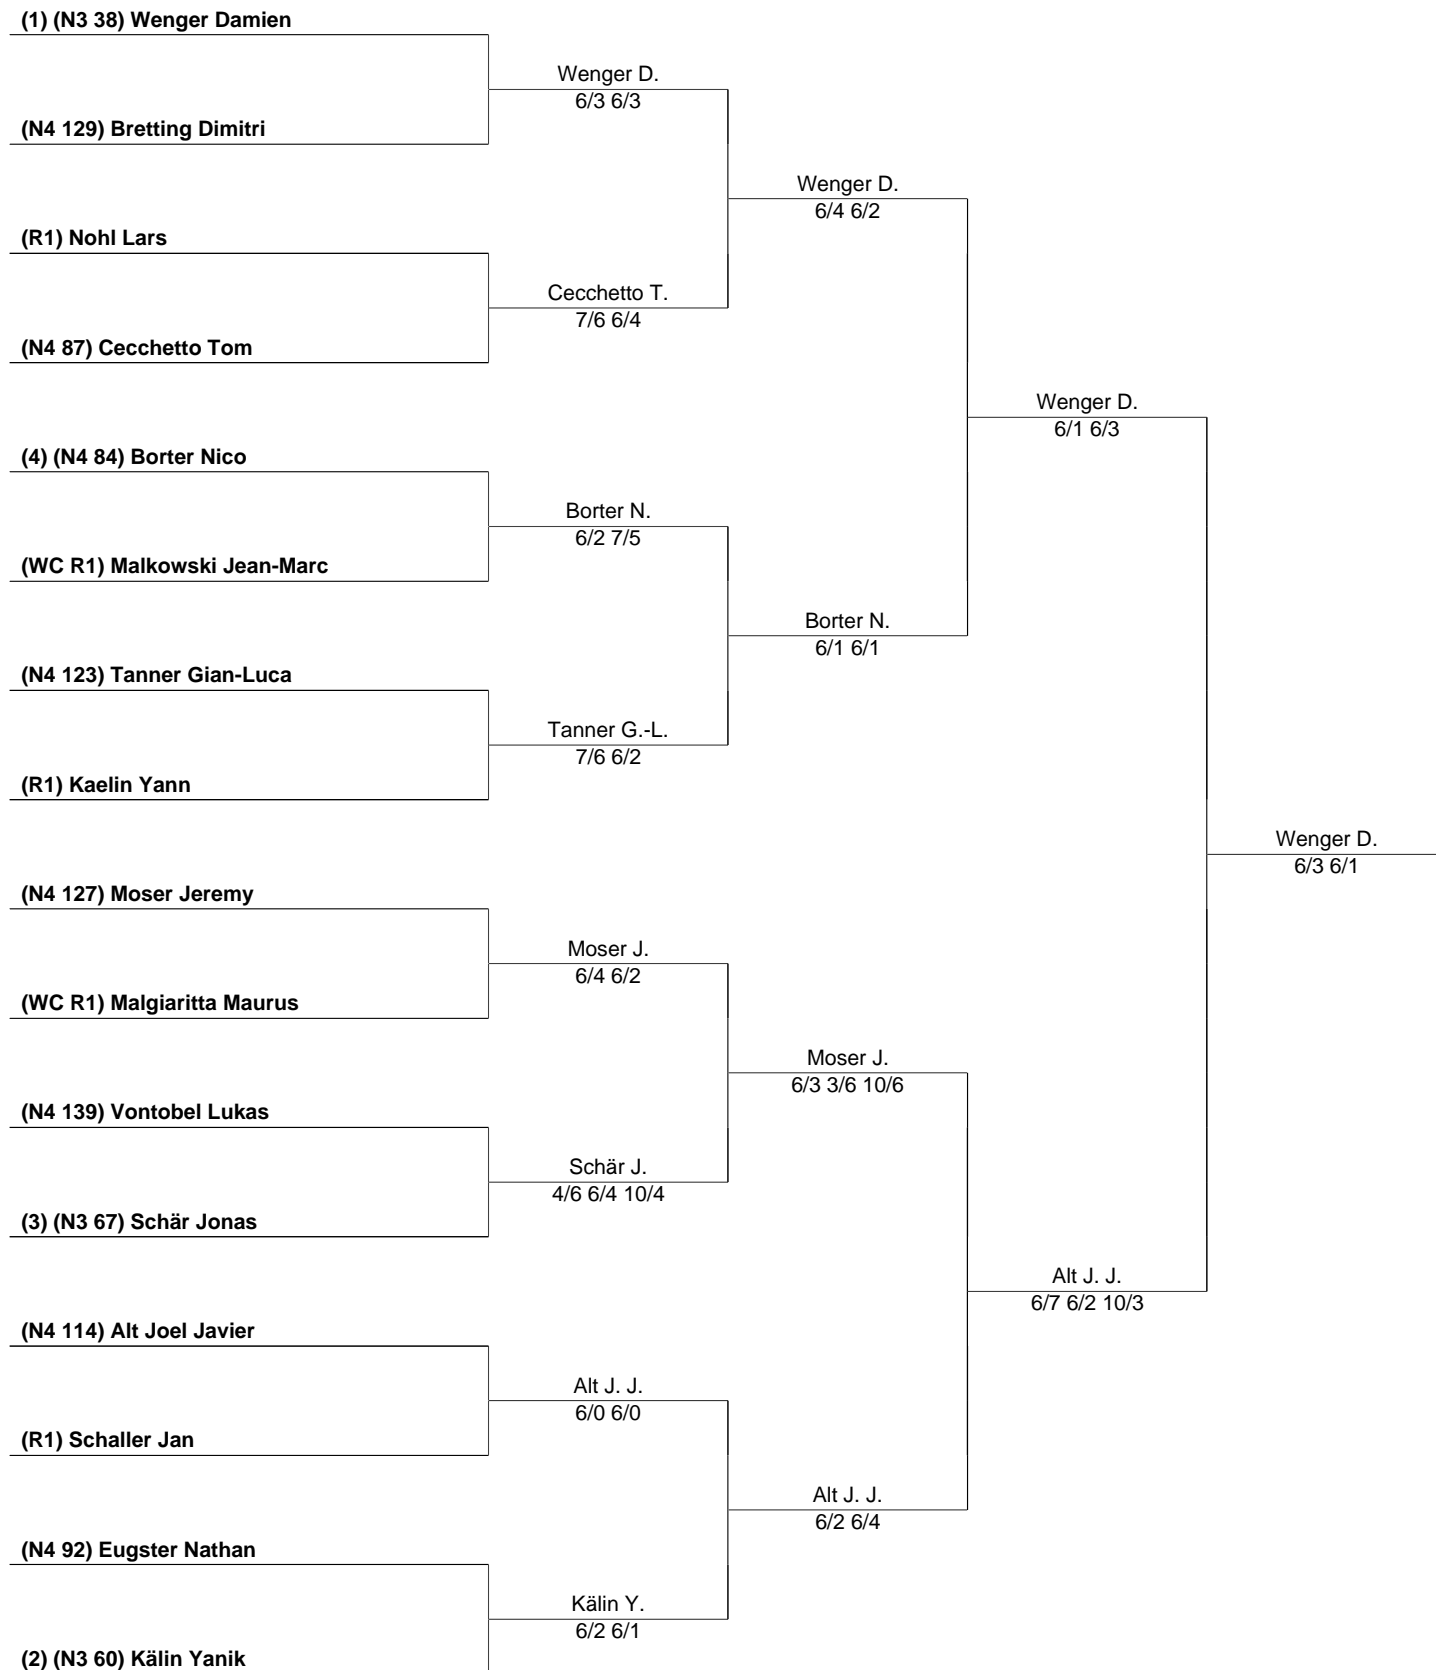 (1) (N3 38) Wenger Damien
Wenger D.
6/3 6/3
(N4 129) Bretting Dimitri
Wenger D.
6/4 6/2
(R1) Nohl Lars
Cecchetto T.
7/6 6/4
(N4 87) Cecchetto Tom
Wenger D.
6/1 6/3
(4) (N4 84) Borter Nico
Borter N.
6/2 7/5
(WC R1) Malkowski Jean-Marc
Borter N.
6/1 6/1
(N4 123) Tanner Gian-Luca
Tanner G.-L.
7/6 6/2
(R1) Kaelin Yann
Wenger D.
6/3 6/1
(N4 127) Moser Jeremy
Moser J.
6/4 6/2
(WC R1) Malgiaritta Maurus
Moser J.
6/3 3/6 10/6
(N4 139) Vontobel Lukas
Schär J.
4/6 6/4 10/4
(3) (N3 67) Schär Jonas
Alt J. J.
6/7 6/2 10/3
(N4 114) Alt Joel Javier
Alt J. J.
6/0 6/0
(R1) Schaller Jan
Alt J. J.
6/2 6/4
(N4 92) Eugster Nathan
Kälin Y.
6/2 6/1
(2) (N3 60) Kälin Yanik